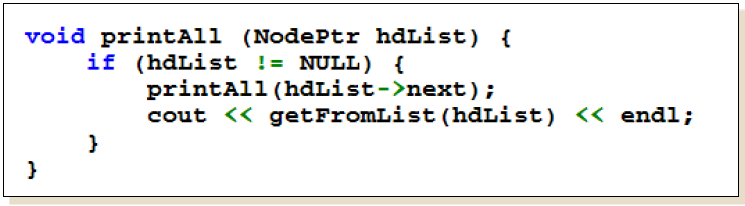 void printAll (NodePtr hdList) {
    if (hdList != NULL) {
        printAll(hdList->next);
        cout << getFromList(hdList) << endl;
    }
}